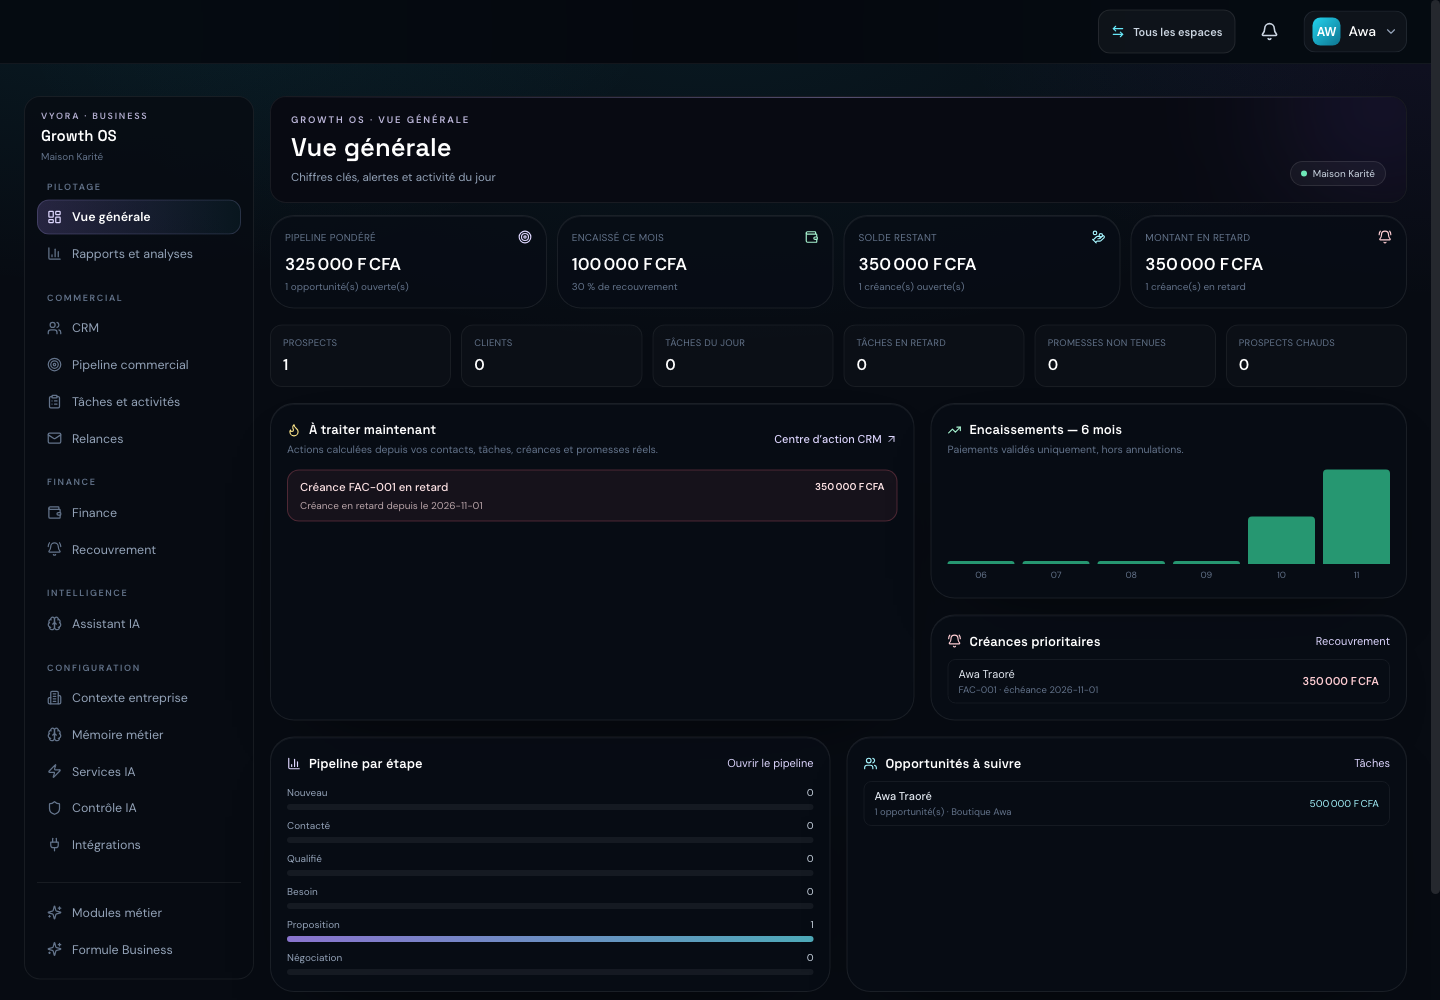 Tous les espaces
AW
Awa
VYORA · BUSINESS
Growth OS
Maison Karité
PILOTAGE
Vue générale
Rapports et analyses
COMMERCIAL
CRM
Pipeline commercial
Tâches et activités
Relances
FINANCE
Finance
Recouvrement
INTELLIGENCE
Assistant IA
CONFIGURATION
Contexte entreprise
Mémoire métier
Services IA
Contrôle IA
Intégrations
Modules métier
Formule Business
GROWTH OS · VUE GÉNÉRALE
Vue générale
Chiffres clés, alertes et activité du jour
Maison Karité
PIPELINE PONDÉRÉ
325 000 F CFA
1 opportunité(s) ouverte(s)
ENCAISSÉ CE MOIS
100 000 F CFA
30 % de recouvrement
SOLDE RESTANT
350 000 F CFA
1 créance(s) ouverte(s)
MONTANT EN RETARD
350 000 F CFA
1 créance(s) en retard
PROSPECTS
1
CLIENTS
0
TÂCHES DU JOUR
0
TÂCHES EN RETARD
0
PROMESSES NON TENUES
0
PROSPECTS CHAUDS
0
À traiter maintenant
Actions calculées depuis vos contacts, tâches, créances et promesses réels.
Centre d'action CRM
Créance FAC-001 en retard
350 000 F CFA
Créance en retard depuis le 2026-11-01
Encaissements — 6 mois
Paiements validés uniquement, hors annulations.
06 07 08 09 10 11
Créances prioritaires
Recouvrement
Awa Traoré
FAC-001 · échéance 2026-11-01
350 000 F CFA
Pipeline par étape
Ouvrir le pipeline
Nouveau 0
Contacté 0
Qualifié 0
Besoin 0
Proposition 1
Négociation 0
Opportunités à suivre
Tâches
Awa Traoré
1 opportunité(s) · Boutique Awa
500 000 F CFA